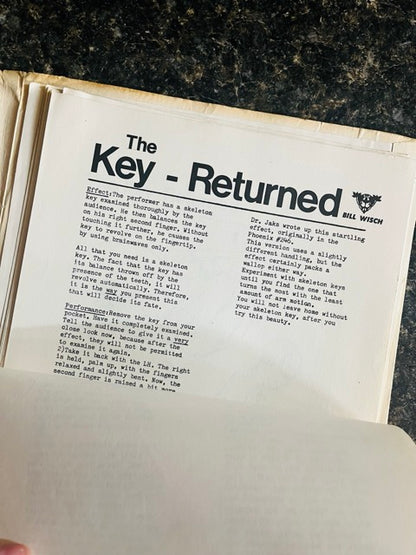 The
Key - Returned
BILL WISCH
Effect:The performer has a skeleton
key examined thoroughly by the
audience. He then balances the key
on his right second finger. Without
touching it further, he causes the
key to revolve on the fingertip.
by using brainwaves only.
All that you need is a skeleton
key. The fact that the key has
its balance thrown off by the
presence of the teeth, it will
revolve automatically. Therefore,
it is the way you present this
that will decide its fate.
Performance:Remove the key from your
pocket. Have it completely examined.
Tell the audience to give it a very
close look now, because after the
effect, they will not be permitted
to examine it again.
2)Take it back with the LH. The right
is held, palm up, with the fingers
relaxed and slightly bent. Now, the
second finger is raised a bit more
Dr. Jaks wrote up this startling
effect, originally in the
Phoenix #246.
This version uses a slightly
different handling, but the
effect certainly packs a
wallop either way.
Experiment with skeleton keys
until you find the one that
turns the most with the least
amount of arm motion.
You will not leave home without
your skeleton key, after you
try this beauty.